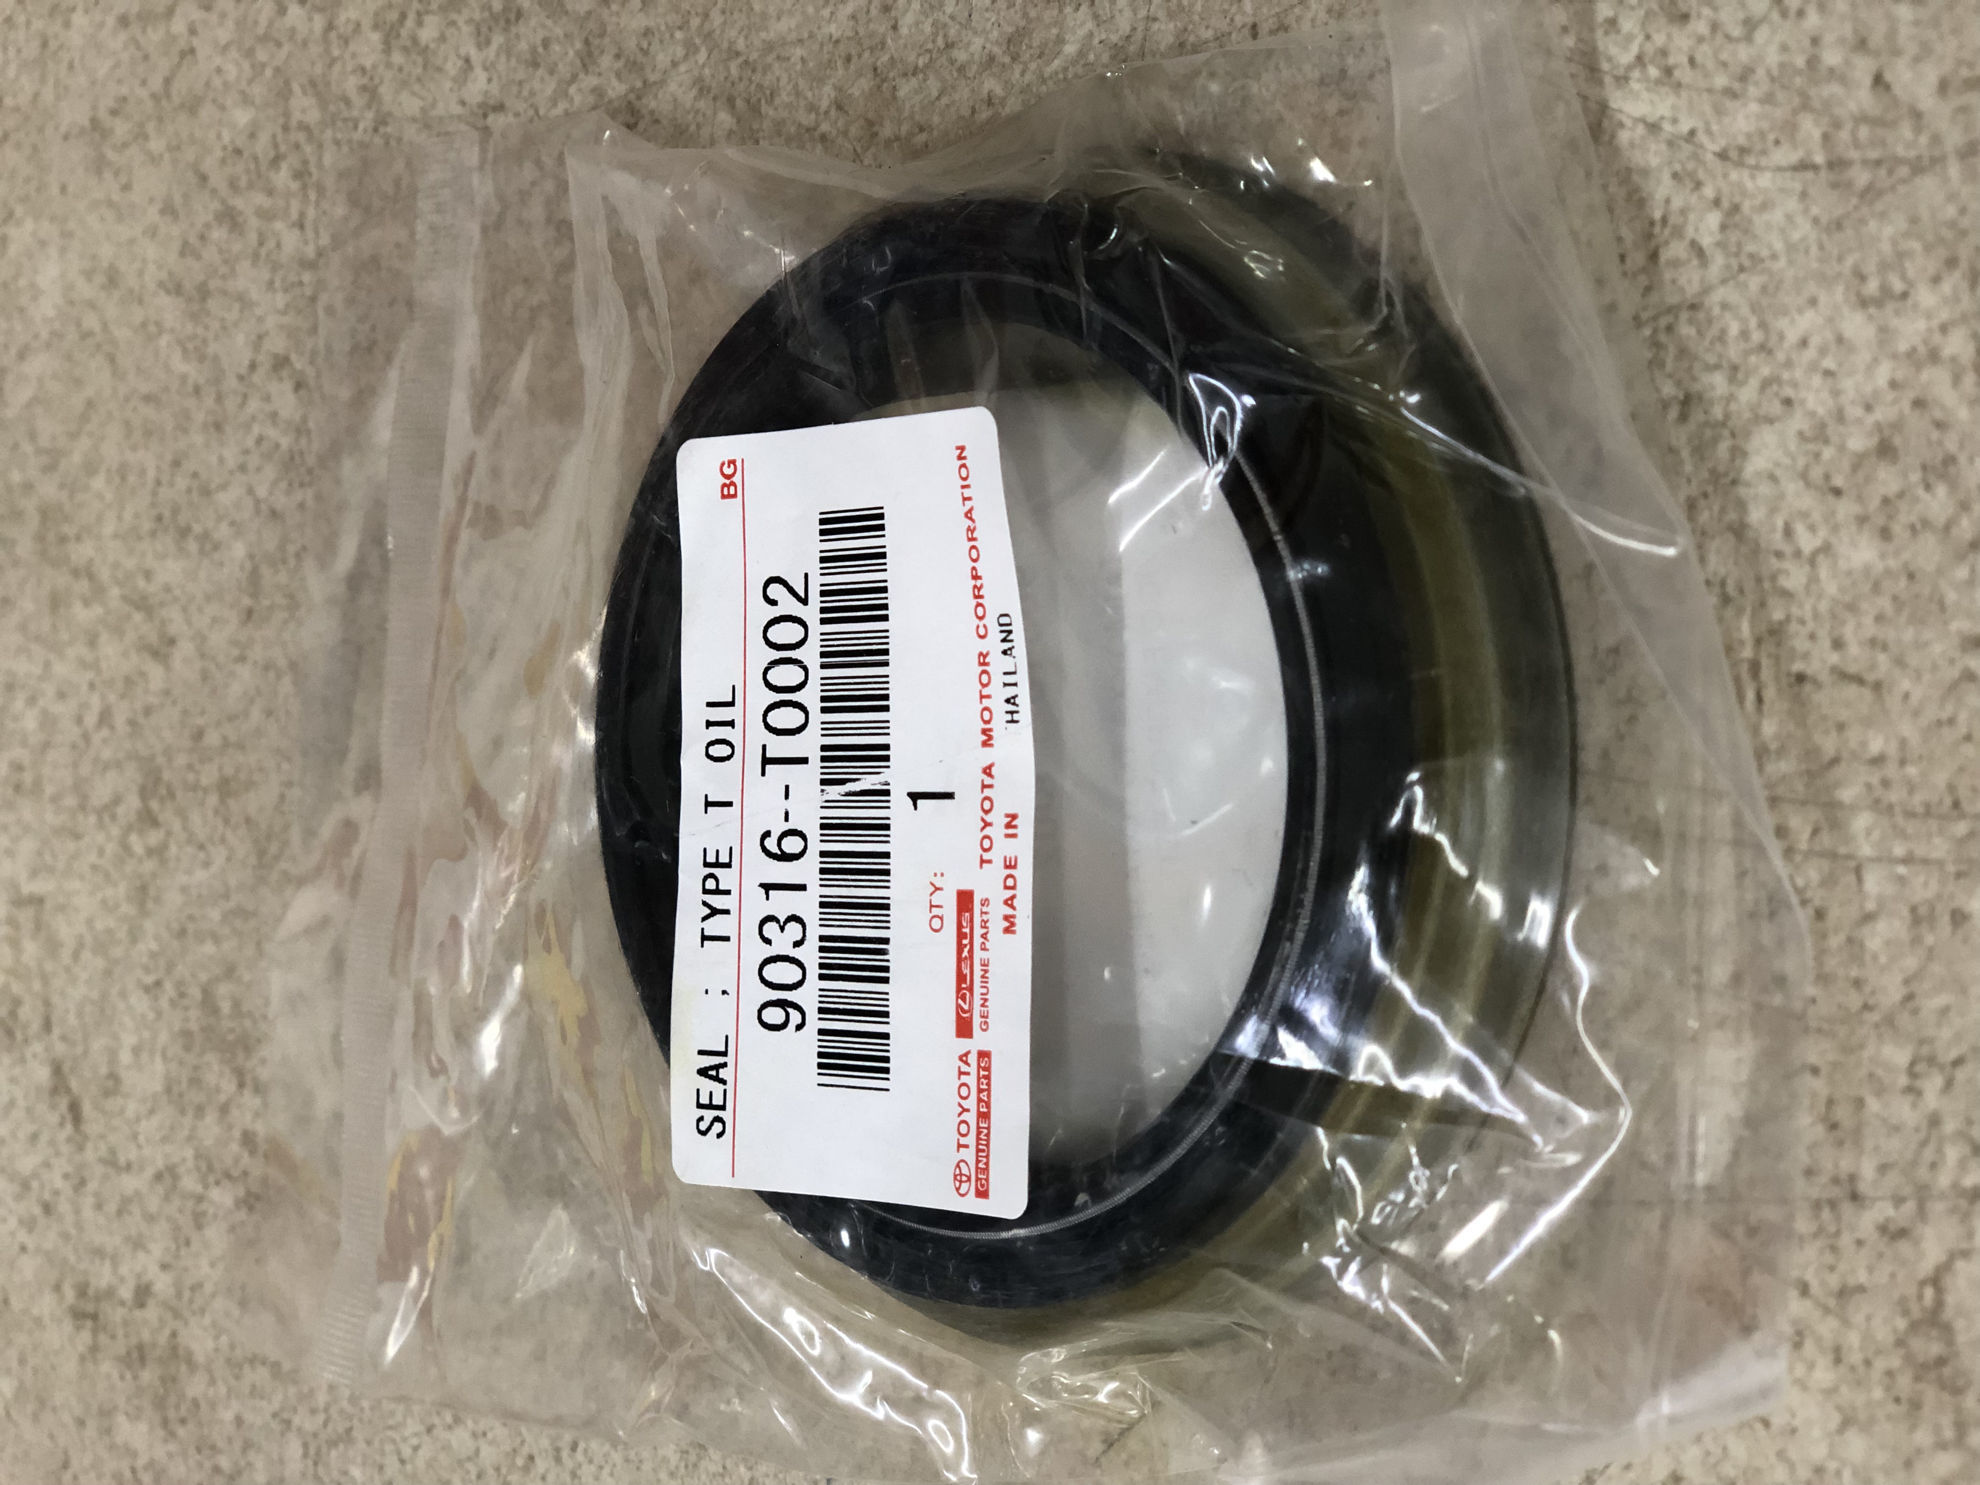 SEAL ; TYPE T OIL BG
90316--T0002
QTY: 1
TOYOTA LEXUS TOYOTA MOTOR CORPORATION
GENUINE PARTS GENUINE PARTS MADE IN HAILAND